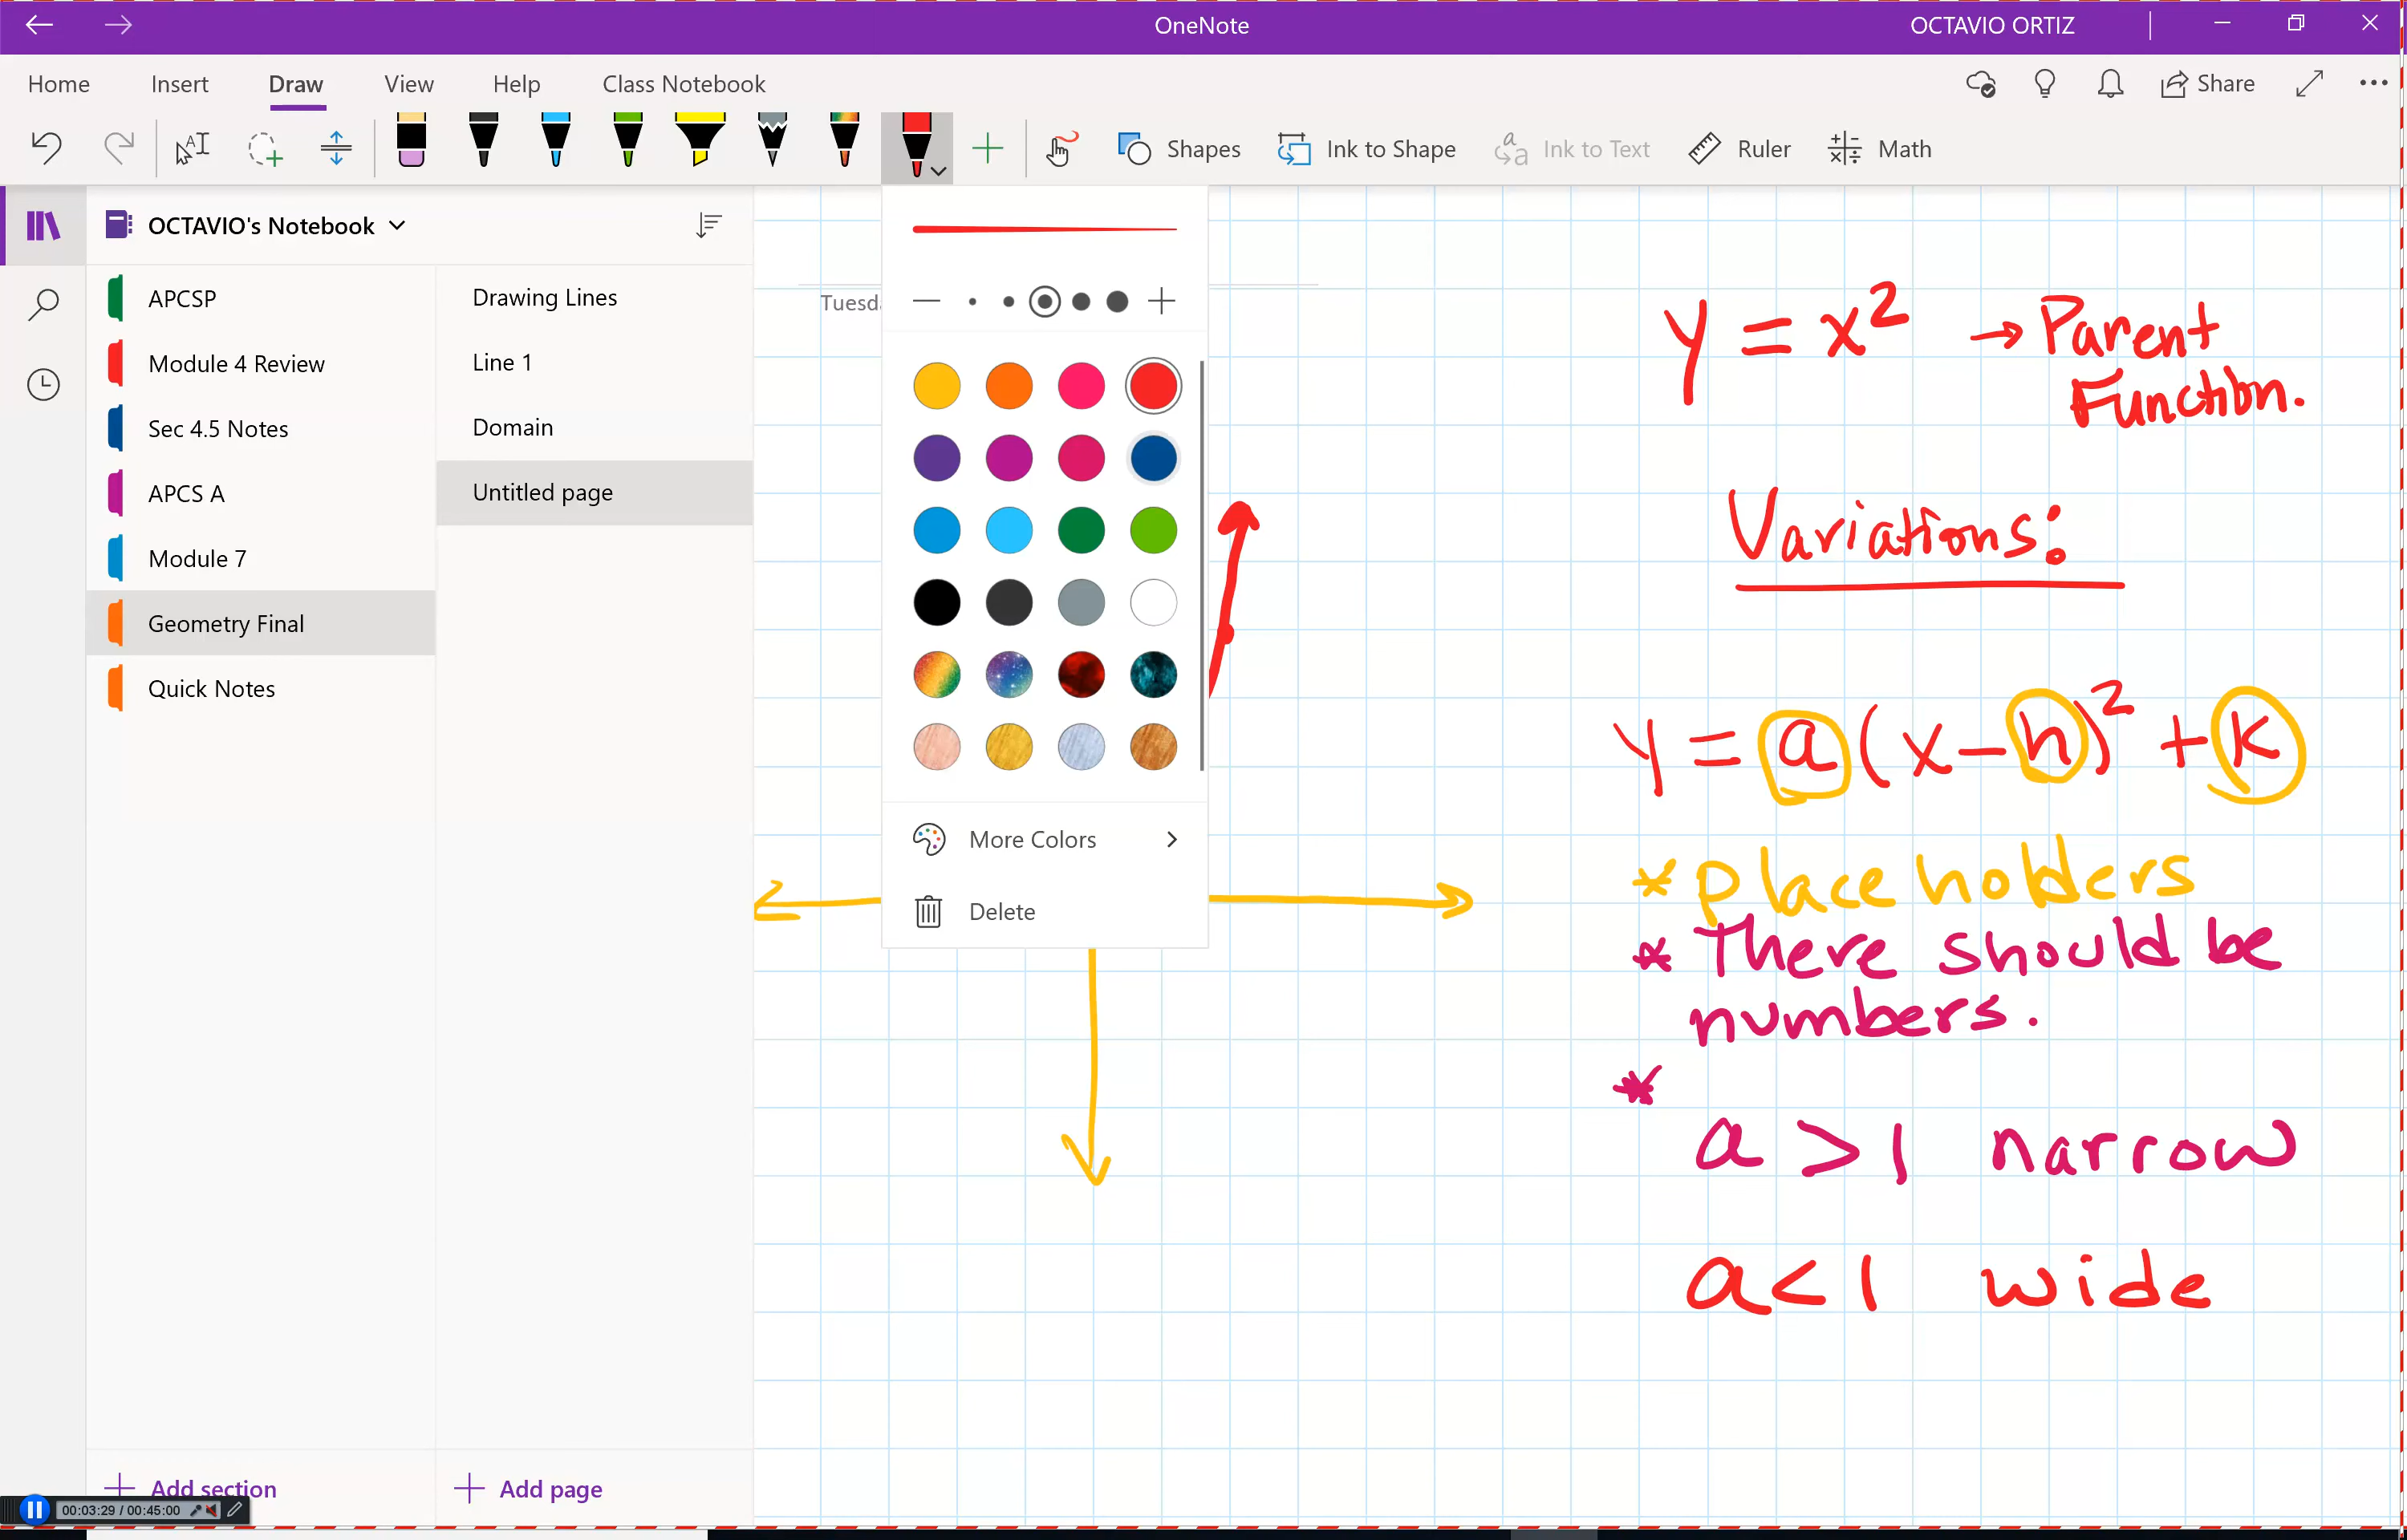 OneNote
OCTAVIO ORTIZ
Home Insert Draw View Help Class Notebook
Share
Shapes Ink to Shape Ink to Text Ruler Math
OCTAVIO's Notebook
APCSP
Module 4 Review
Sec 4.5 Notes
APCS A
Module 7
Geometry Final
Quick Notes
Add section
Drawing Lines
Line 1
Domain
Untitled page
Add page
Tuesd
More Colors
Delete
y = x² → Parent
Function.
Variations:
y = a(x-h)² + k
* Place holders
* There should be
numbers.
*
a > 1 narrow
a < 1 wide
00:03:29 / 00:45:00